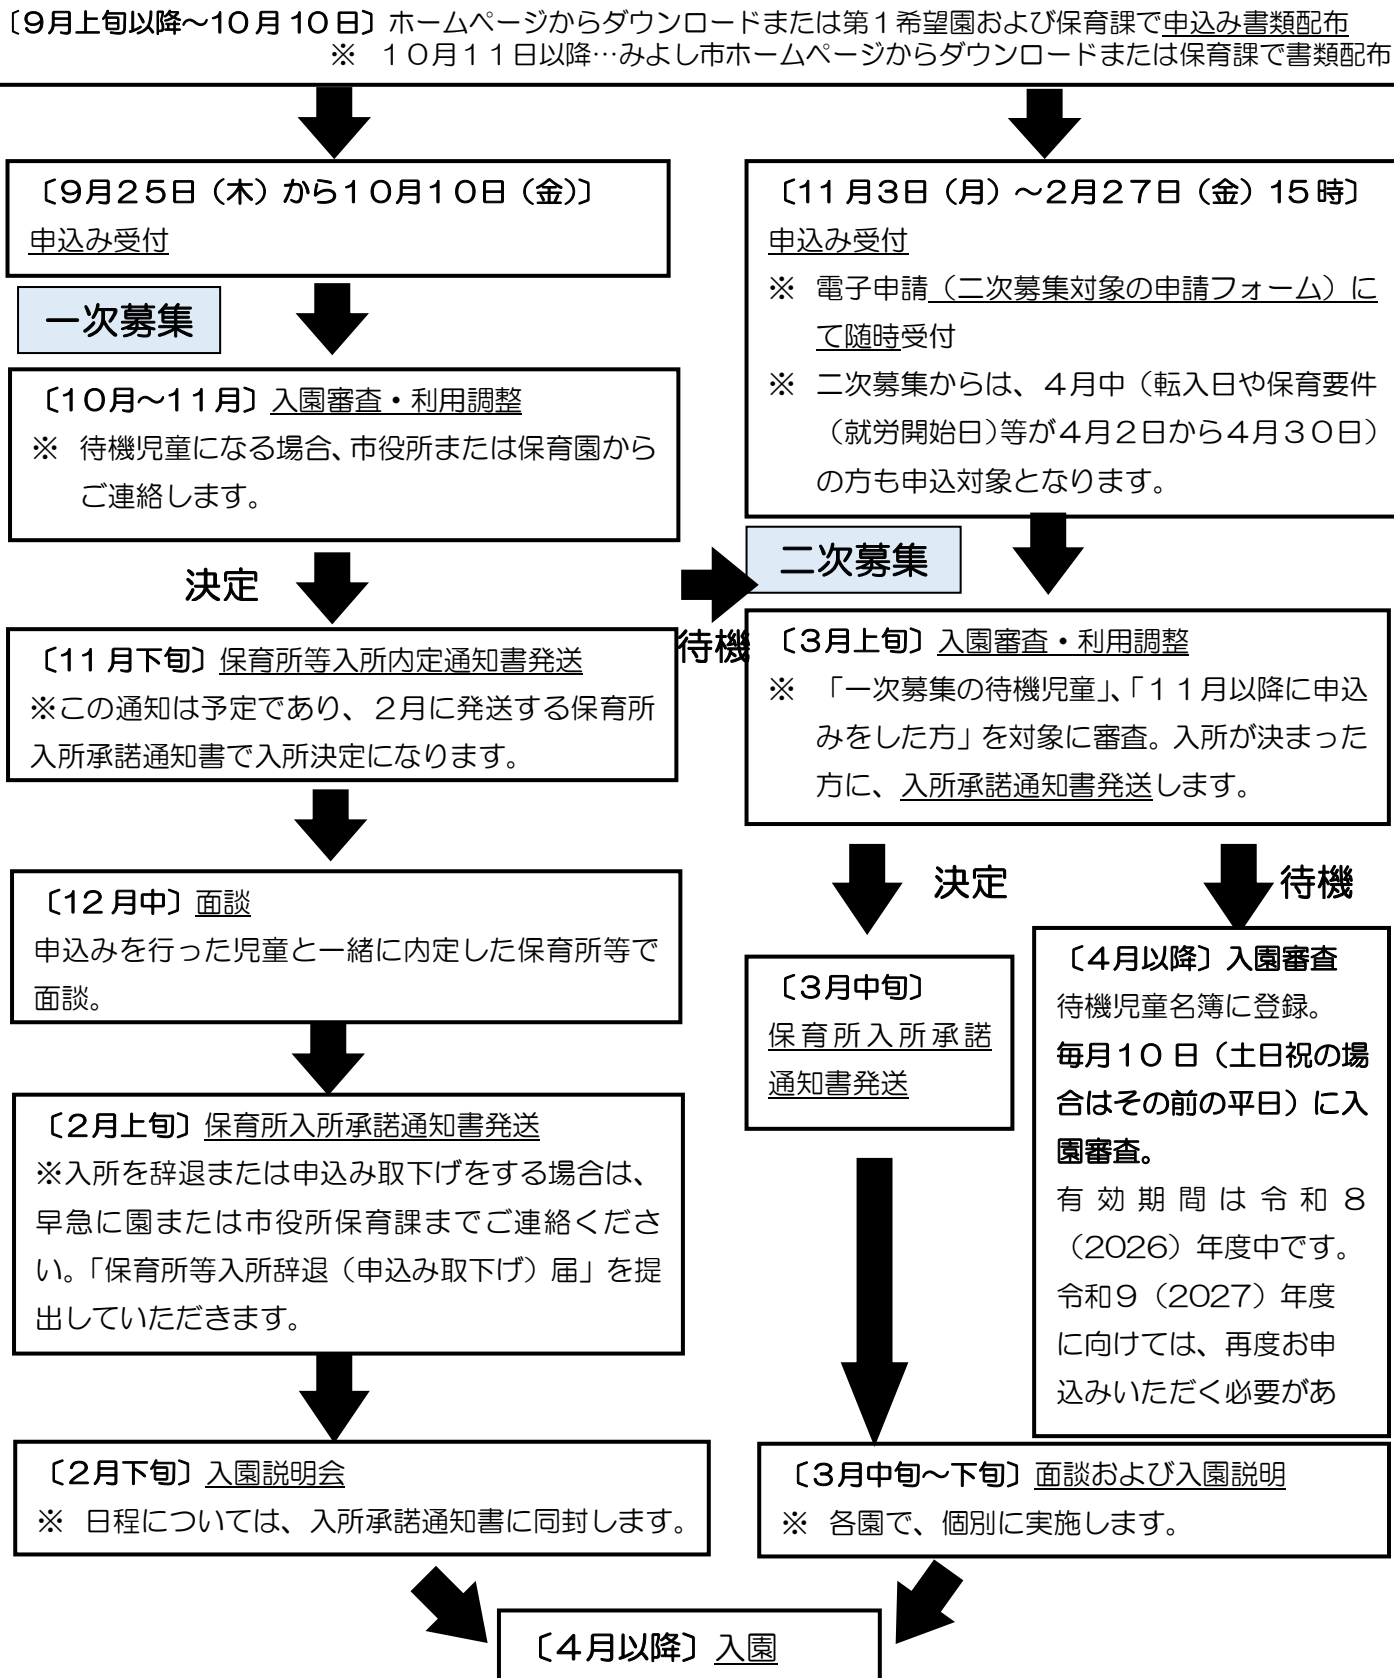 〔９月上旬以降～10月10日〕ホームページからダウンロードまたは第１希望園および保育課で申込み書類配布
※　１０月１１日以降…みよし市ホームページからダウンロードまたは保育課で書類配布
〔９月２５日（木）から１０月１０日（金）〕
申込み受付
一次募集
〔１０月～１１月〕入園審査・利用調整
※　待機児童になる場合、市役所または保育園から
ご連絡します。
決定
待機
〔11月下旬〕保育所等入所内定通知書発送
※この通知は予定であり、２月に発送する保育所
入所承諾通知書で入所決定になります。
〔12月中〕面談
申込みを行った児童と一緒に内定した保育所等で
面談。
〔２月上旬〕保育所入所承諾通知書発送
※入所を辞退または申込み取下げをする場合は、
早急に園または市役所保育課までご連絡くださ
い。「保育所等入所辞退（申込み取下げ）届」を提
出していただきます。
〔２月下旬〕入園説明会
※　日程については、入所承諾通知書に同封します。
〔11月３日（月）～２月２７日（金）15時〕
申込み受付
※　電子申請（二次募集対象の申請フォーム）に
て随時受付
※　二次募集からは、４月中（転入日や保育要件
（就労開始日）等が４月２日から４月３０日）
の方も申込対象となります。
二次募集
〔３月上旬〕入園審査・利用調整
※　「一次募集の待機児童」、「１１月以降に申込
みをした方」を対象に審査。入所が決まった
方に、入所承諾通知書発送します。
決定
待機
〔３月中旬〕
保育所入所承諾
通知書発送
〔４月以降〕入園審査
待機児童名簿に登録。
毎月１０日（土日祝の場
合はその前の平日）に入
園審査。
有効期間は令和８
（2026）年度中です。
令和９（2027）年度
に向けては、再度お申
込みいただく必要があ
〔３月中旬～下旬〕面談および入園説明
※　各園で、個別に実施します。
〔４月以降〕入園